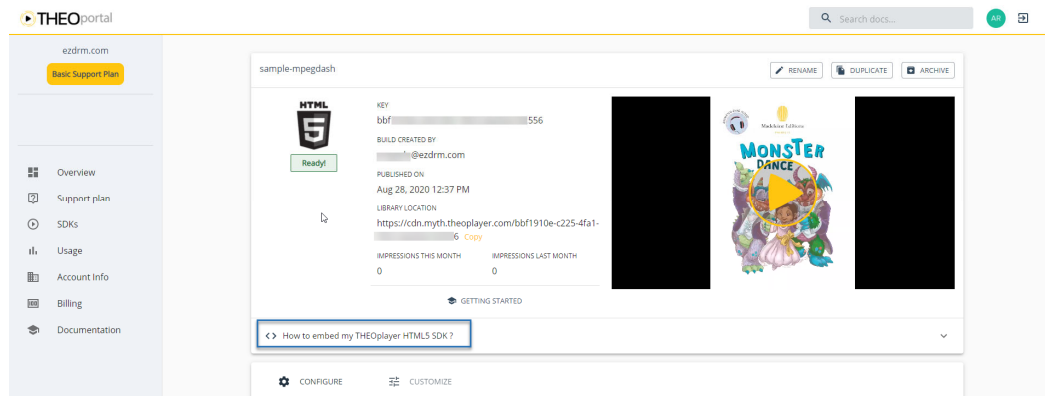 THEOportal
Search docs...
AR
ezdrm.com
Basic Support Plan
Overview
Support plan
SDKs
Usage
Account Info
Billing
Documentation
sample-mpegdash
RENAME
DUPLICATE
ARCHIVE
HTML
5
Ready!
KEY
bbf 556
BUILD CREATED BY
@ezdrm.com
PUBLISHED ON
Aug 28, 2020 12:37 PM
LIBRARY LOCATION
https://cdn.myth.theoplayer.com/bbf1910e-c225-4fa1-
6 Copy
IMPRESSIONS THIS MONTH IMPRESSIONS LAST MONTH
0 0
GETTING STARTED
Madeleine Editions
MONSTER
DANCE
<> How to embed my THEOplayer HTML5 SDK ?
CONFIGURE CUSTOMIZE